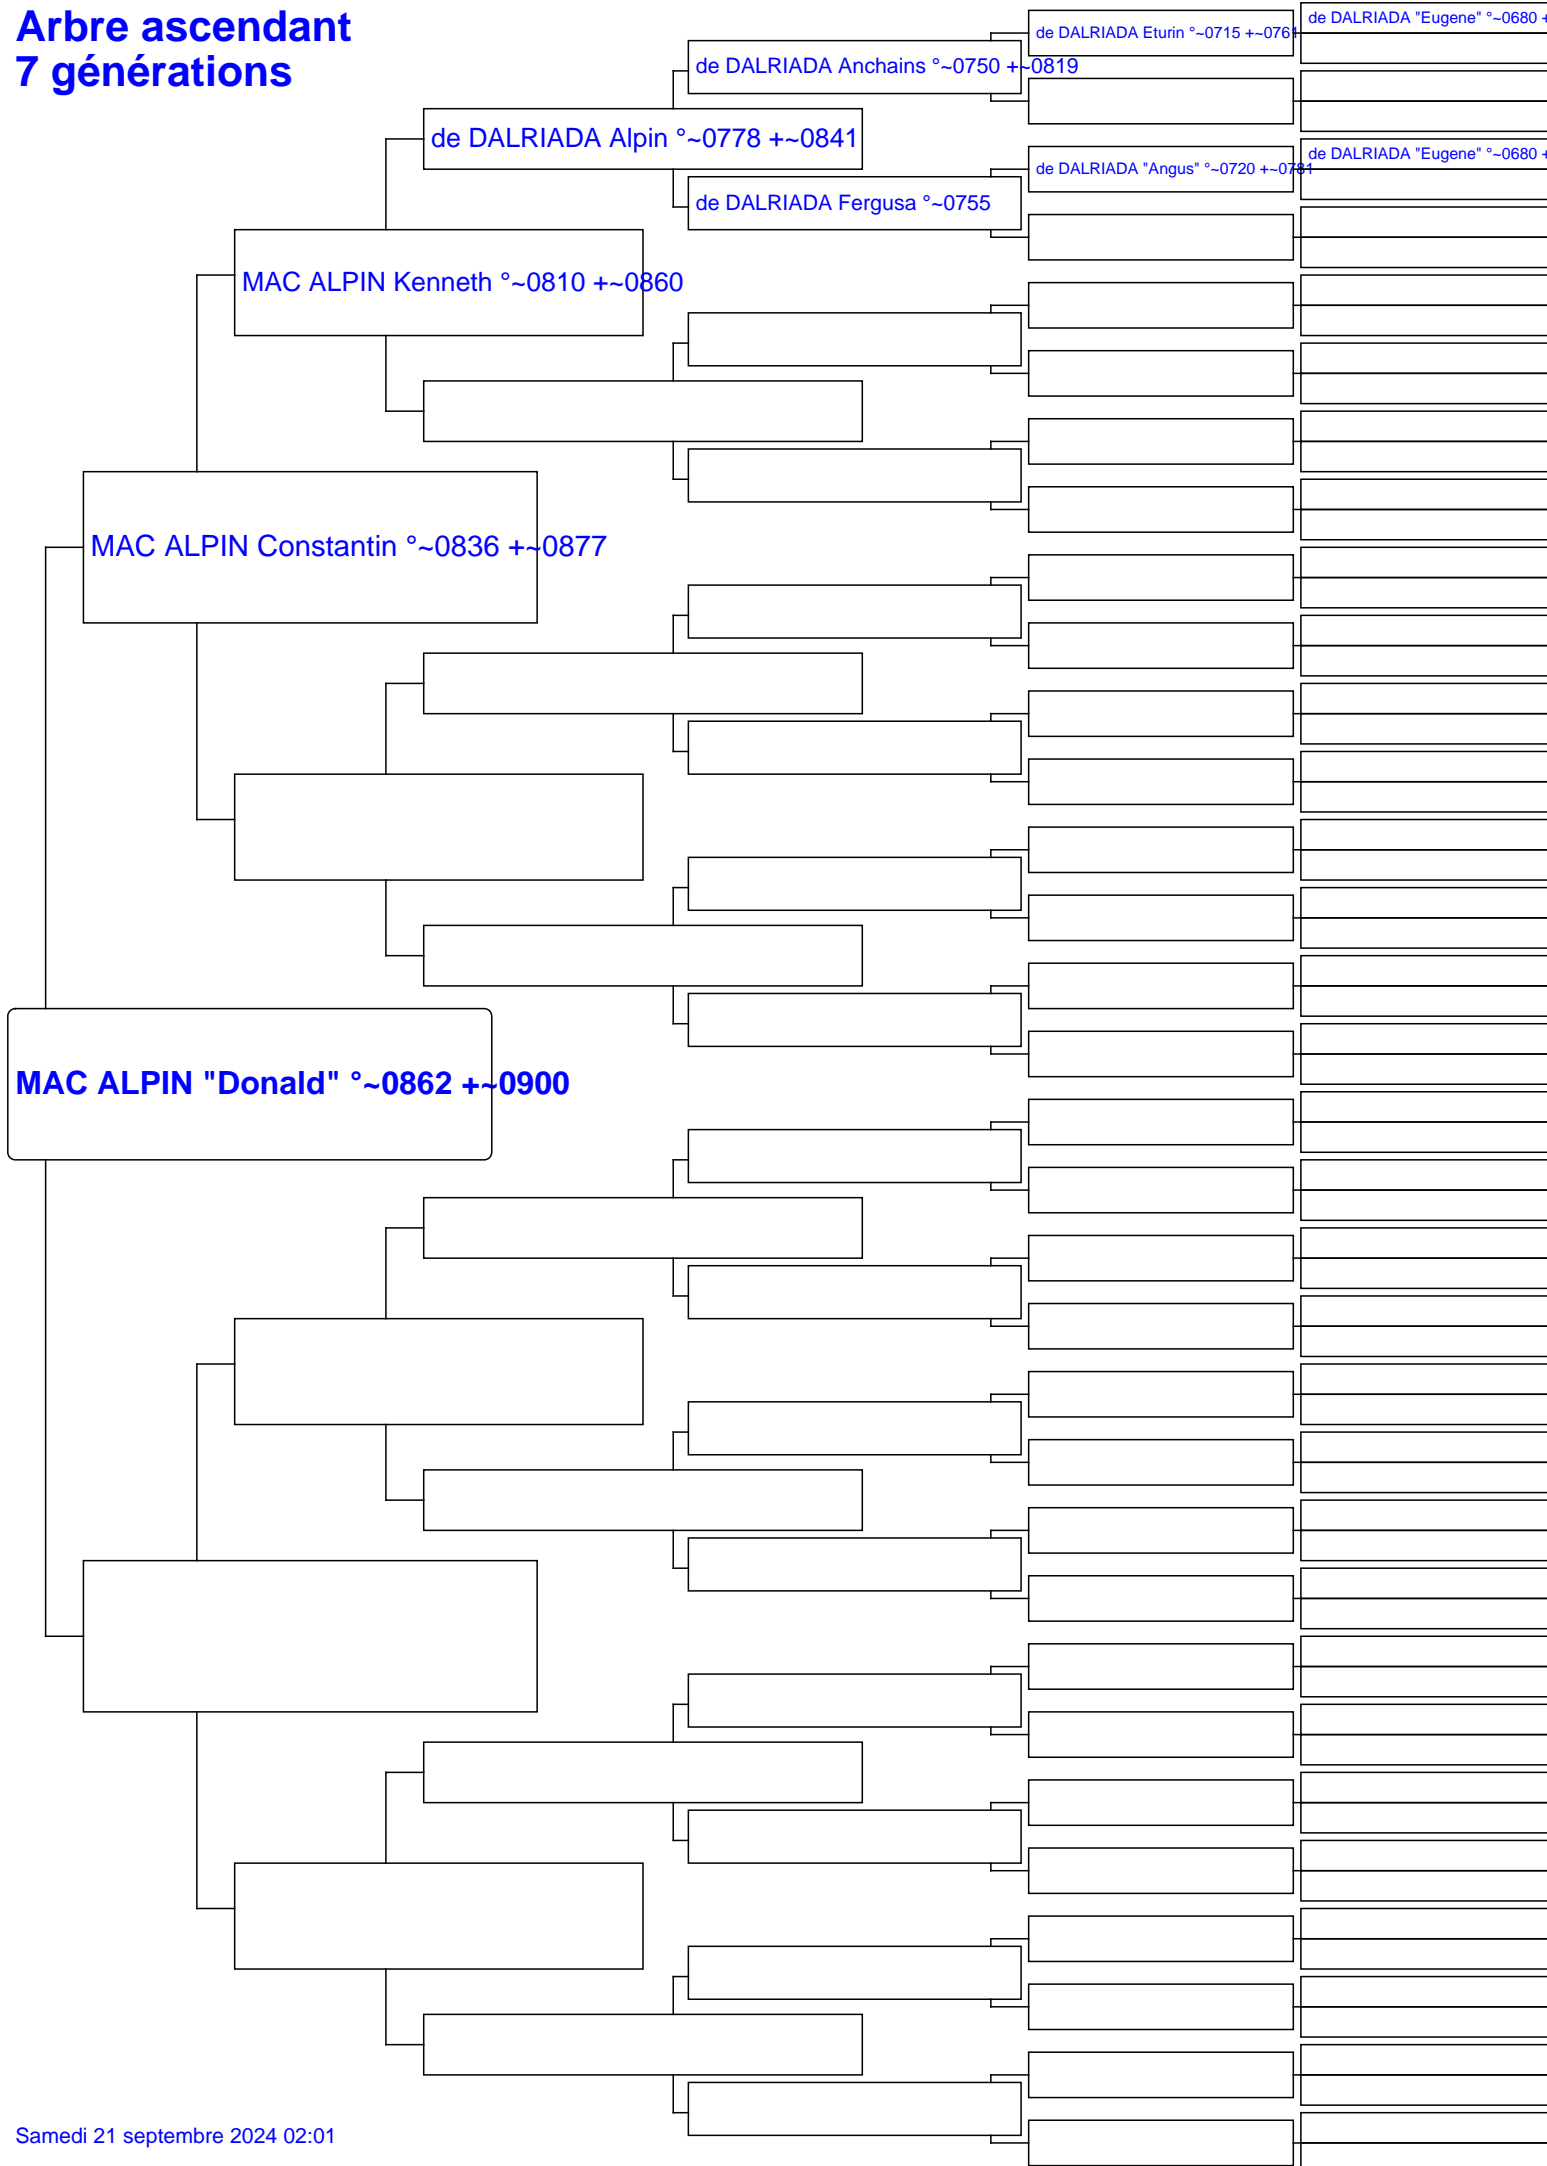 Arbre ascendant
7 générations
de DALRIADA "Eugene" °~0680 +
de DALRIADA Eturin °~0715 +~0761
de DALRIADA Anchains °~0750 +~0819
de DALRIADA Alpin °~0778 +~0841
de DALRIADA "Eugene" °~0680 +
de DALRIADA "Angus" °~0720 +~0781
de DALRIADA Fergusa °~0755
MAC ALPIN Kenneth °~0810 +~0860
MAC ALPIN Constantin °~0836 +~0877
MAC ALPIN "Donald" °~0862 +~0900
Samedi 21 septembre 2024 02:01